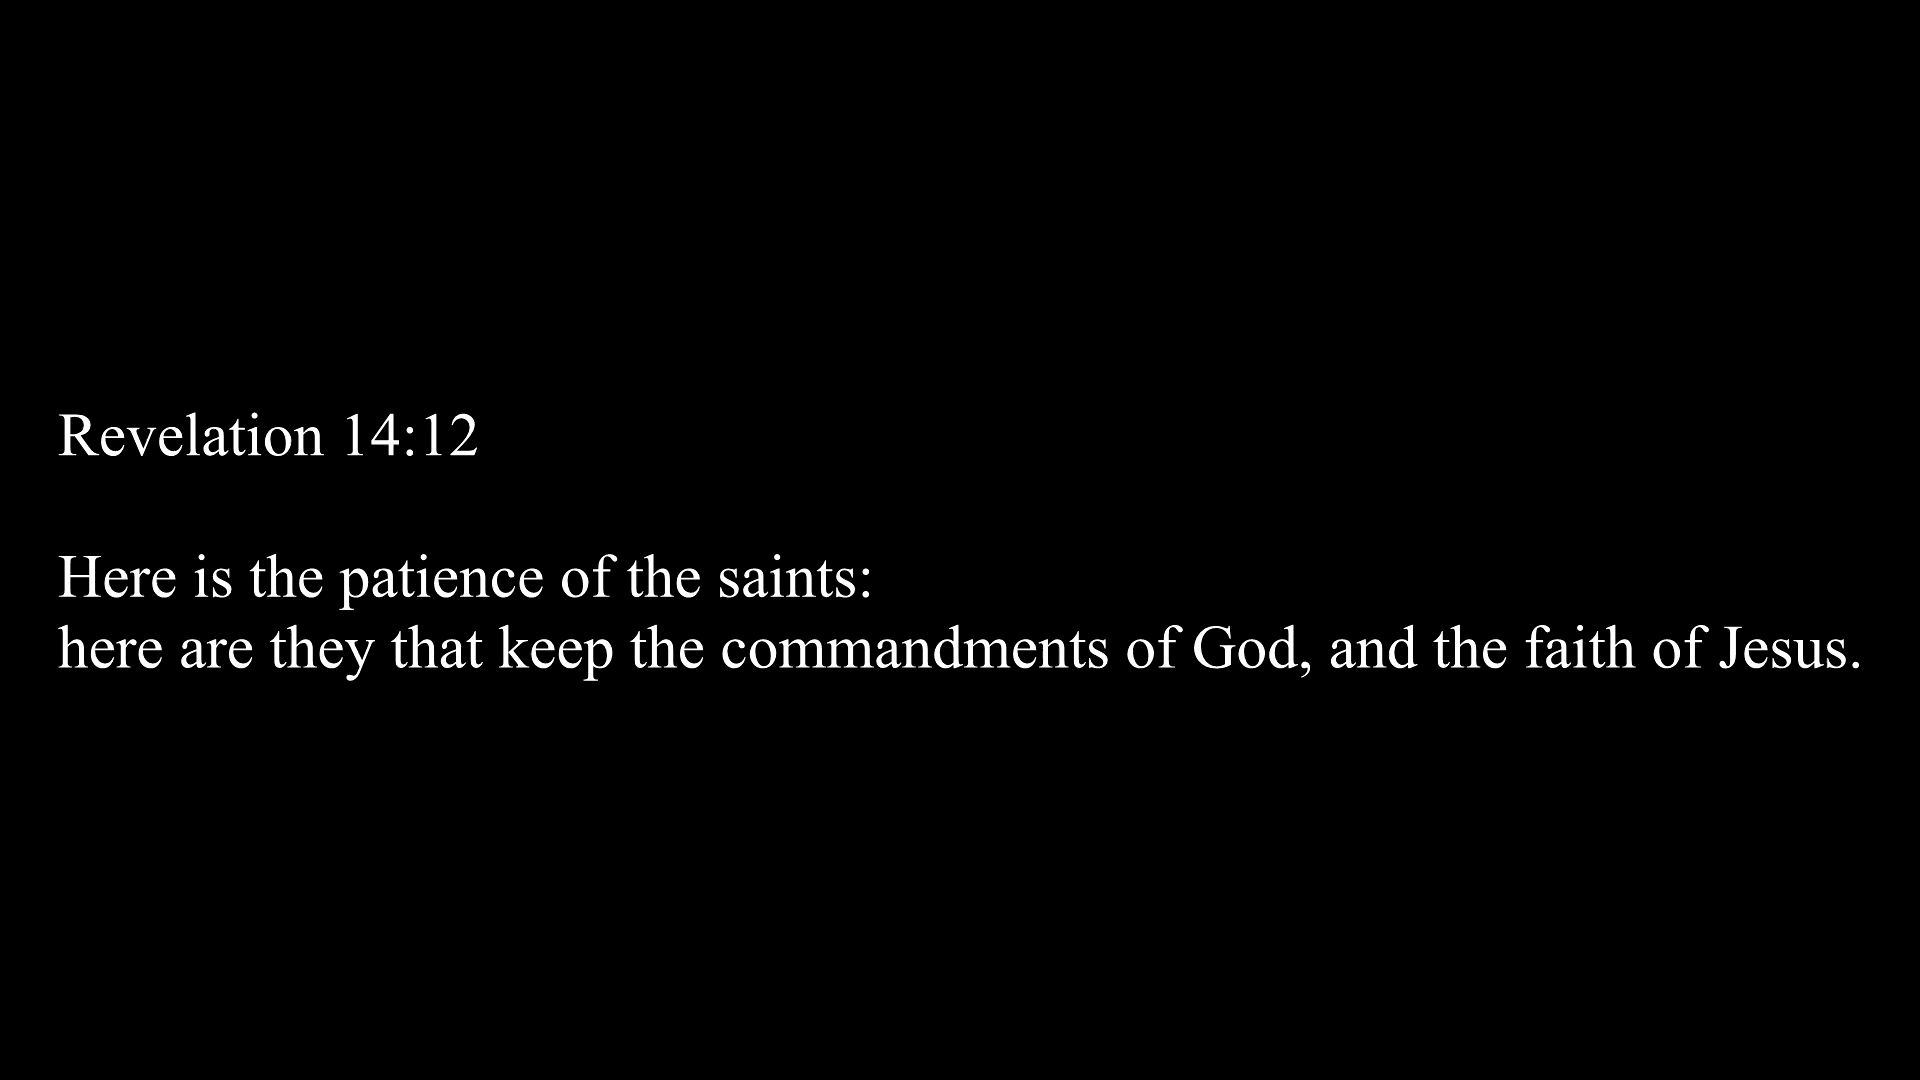 Revelation 14:12
Here is the patience of the saints:
here are they that keep the commandments of God, and the faith of Jesus.